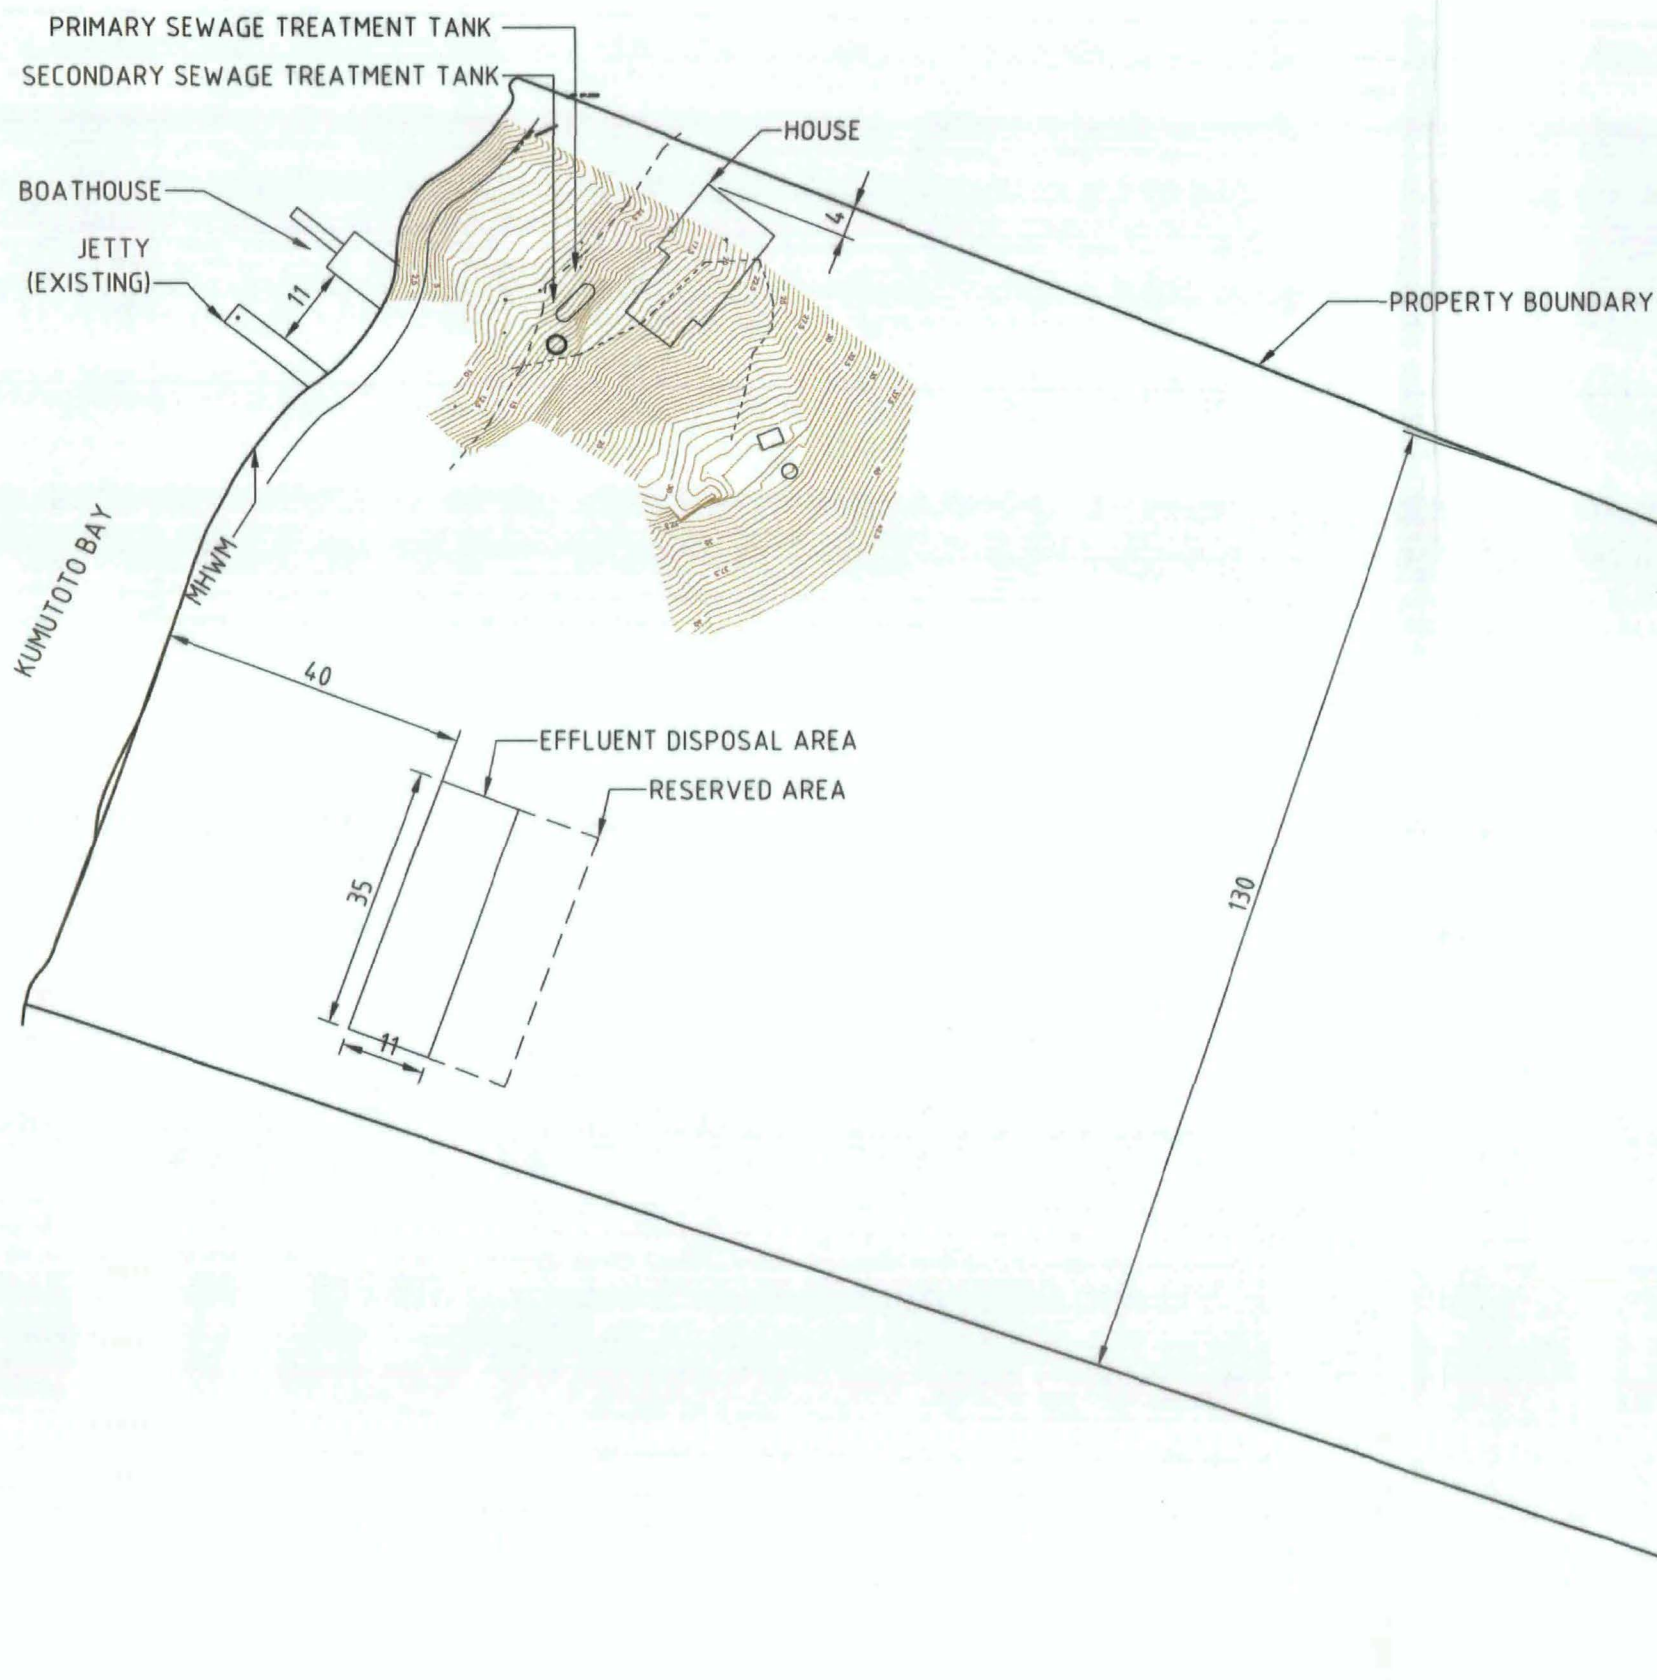 PRIMARY SEWAGE TREATMENT TANK
SECONDARY SEWAGE TREATMENT TANK
HOUSE
BOATHOUSE
JETTY
(EXISTING)
11
4
PROPERTY BOUNDARY
KUMUTOTO BAY
MHWM
40
EFFLUENT DISPOSAL AREA
RESERVED AREA
35
11
130